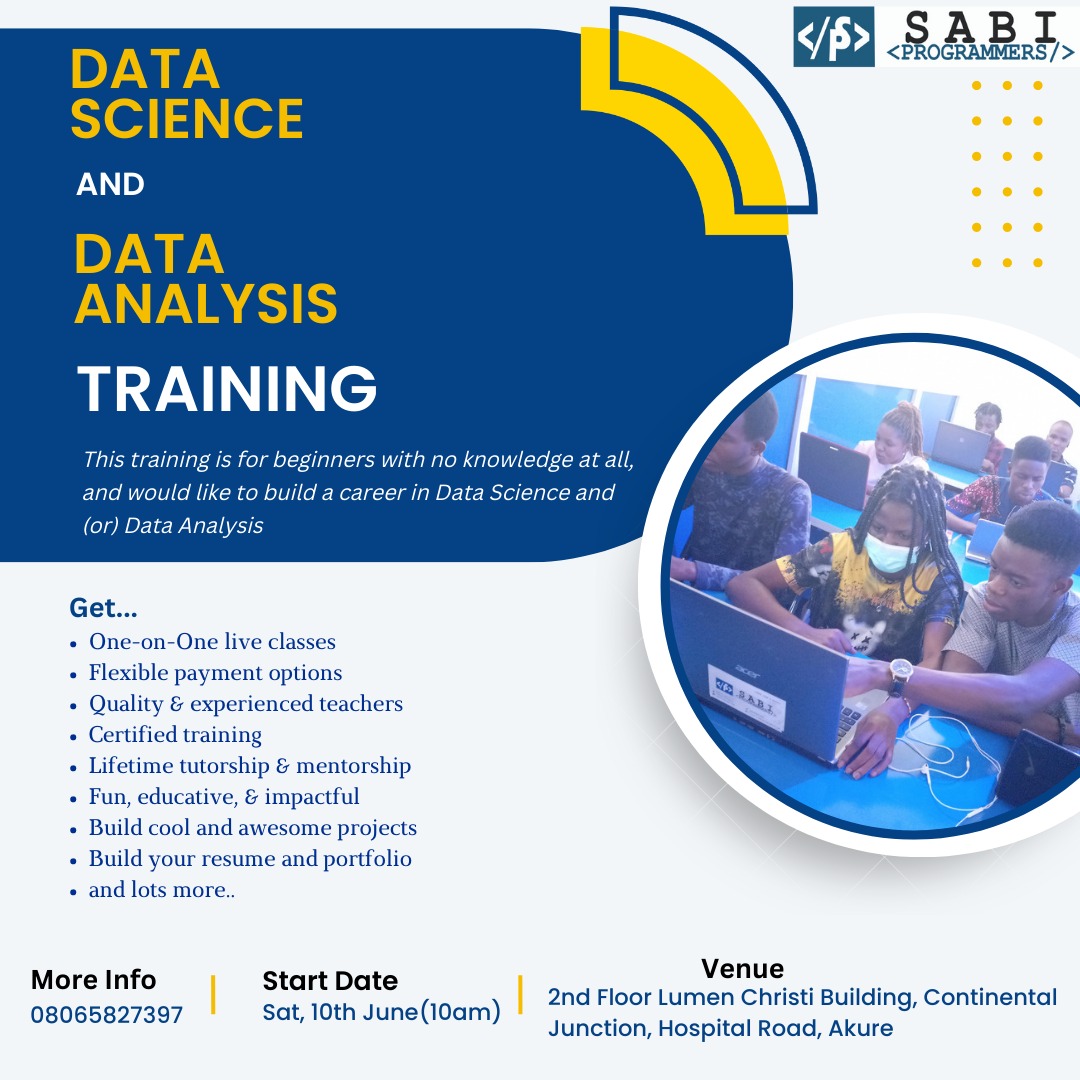 </ꞵ>
SABI
<PROGRAMMERS/>
DATA
SCIENCE
AND
DATA
ANALYSIS
TRAINING
This training is for beginners with no knowledge at all,
and would like to build a career in Data Science and
(or) Data Analysis
Get...
• One-on-One live classes
• Flexible payment options
• Quality & experienced teachers
• Certified training
• Lifetime tutorship & mentorship
• Fun, educative, & impactful
• Build cool and awesome projects
• Build your resume and portfolio
• and lots more..
acer
SABI
More Info
08065827397
Start Date
Sat, 10th June(10am)
Venue
2nd Floor Lumen Christi Building, Continental
Junction, Hospital Road, Akure